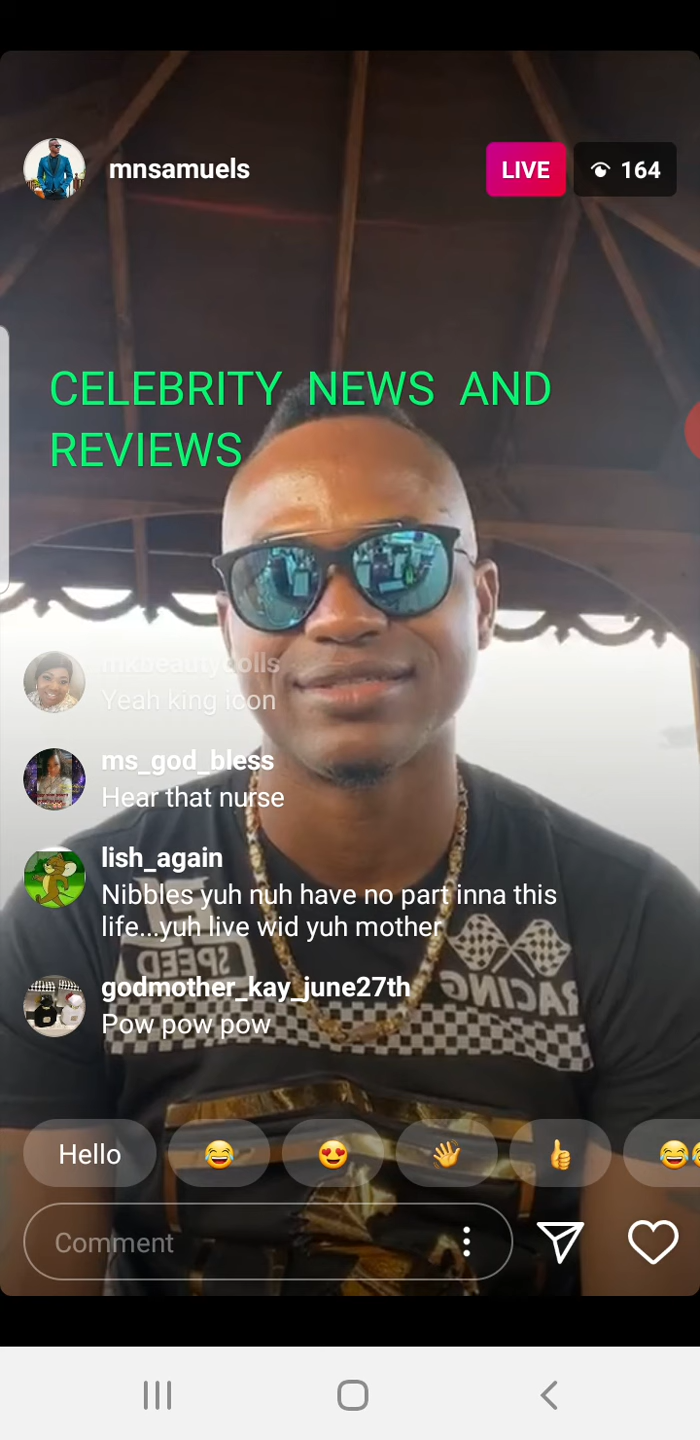 mnsamuels
LIVE
164
CELEBRITY NEWS AND
REVIEWS
mkbeautydolls
Yeah king icon
ms_god_bless
Hear that nurse
lish_again
Nibbles yuh nuh have no part inna this
life...yuh live wid yuh mother
SPEED
RACING
godmother_kay_june27th
Pow pow pow
Hello
Comment